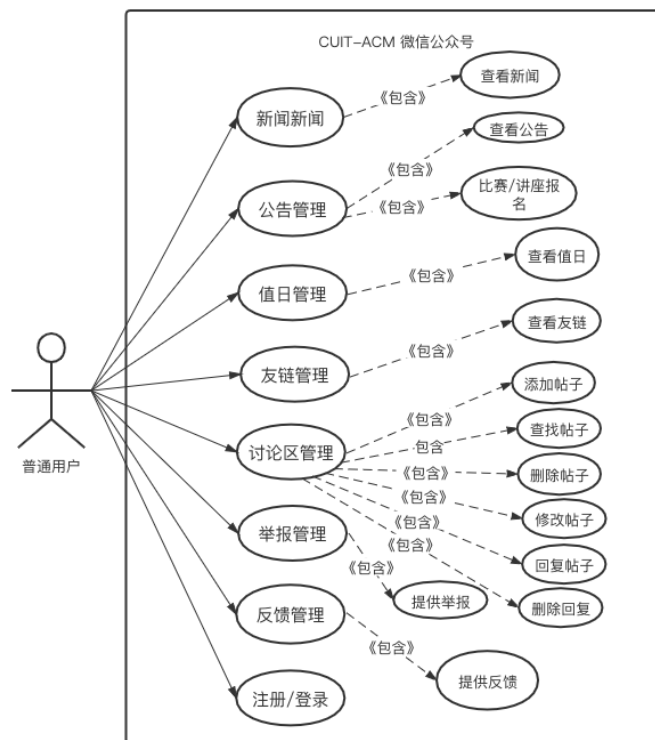 CUIT-ACM 微信公众号
查看新闻
《包含》
新闻新闻
查看公告
《包含》
比赛/讲座报
名
《包含》
公告管理
查看值日
《包含》
值日管理
查看友链
《包含》
友链管理
添加帖子
《包含》
查找帖子
包含
讨论区管理
删除帖子
《包含》
修改帖子
《包含》
回复帖子
《包含》
删除回复
《包含》
普通用户
举报管理
《包含》
提供举报
反馈管理
《包含》
提供反馈
注册/登录